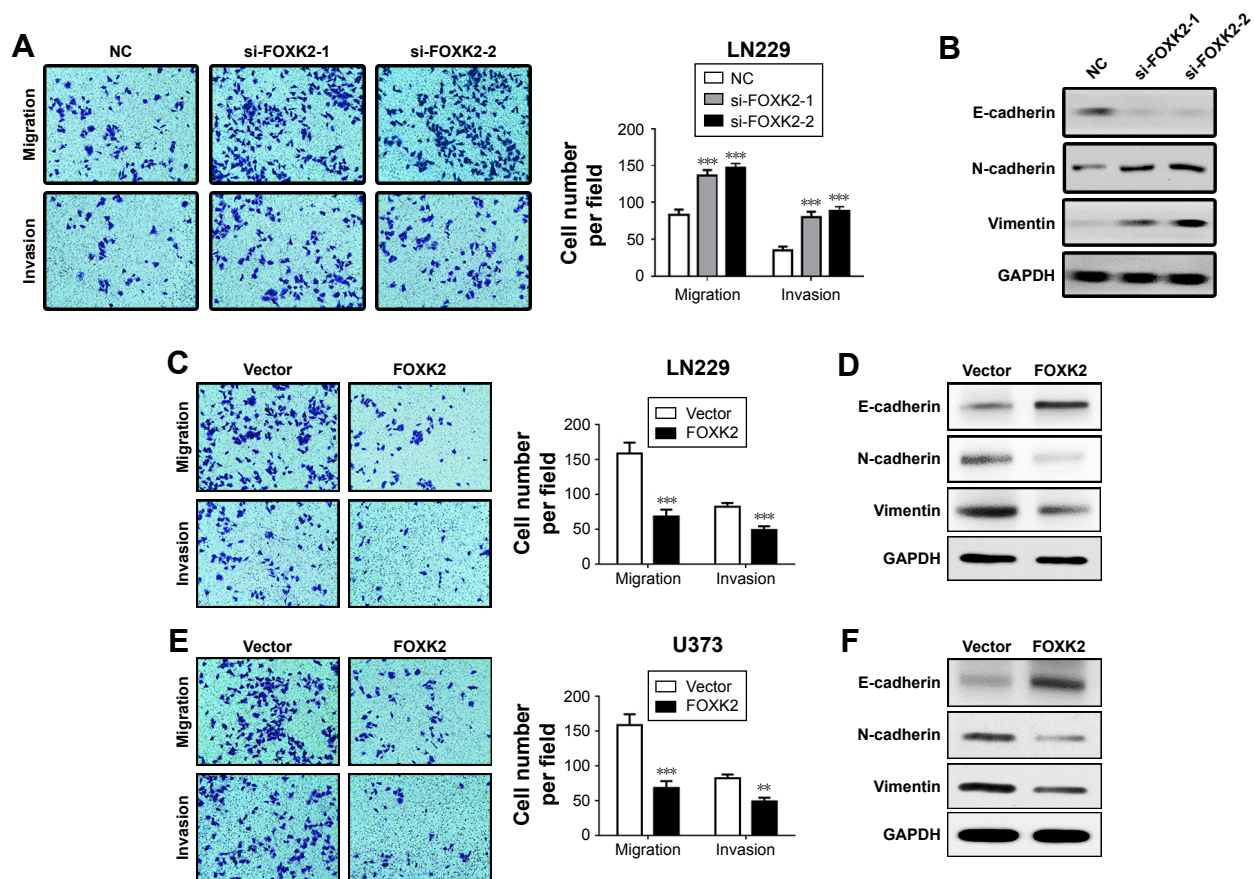 A
NC
si-FOXK2-1
si-FOXK2-2
Migration
Invasion
LN229
NC
si-FOXK2-1
si-FOXK2-2
Cell number
per field
200
150
100
50
0
*** ***
*** ***
Migration
Invasion
B
NC
si-FOXK2-1
si-FOXK2-2
E-cadherin
N-cadherin
Vimentin
GAPDH
C
Vector
FOXK2
Migration
Invasion
LN229
Vector
FOXK2
Cell number
per field
200
150
100
50
0
***
***
Migration
Invasion
D
Vector
FOXK2
E-cadherin
N-cadherin
Vimentin
GAPDH
E
Vector
FOXK2
Migration
Invasion
U373
Vector
FOXK2
Cell number
per field
200
150
100
50
0
***
**
Migration
Invasion
F
Vector
FOXK2
E-cadherin
N-cadherin
Vimentin
GAPDH